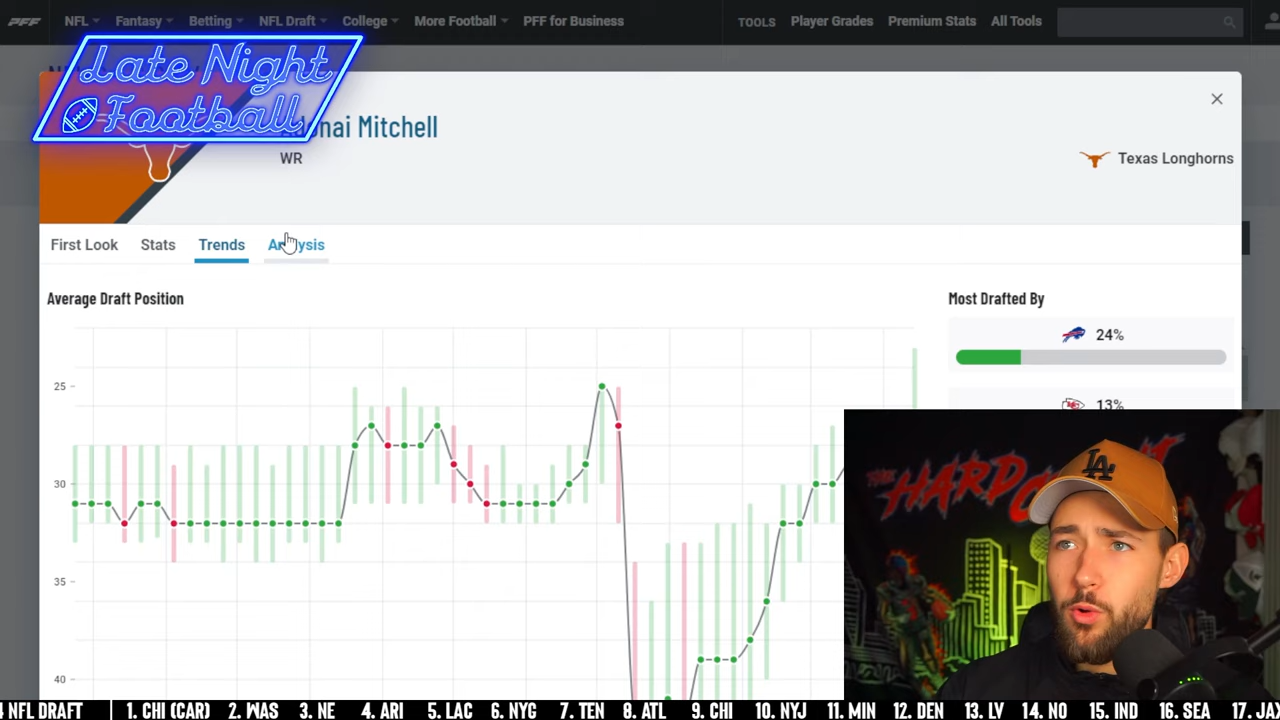 PFF NFL Fantasy Betting NFL Draft College More Football PFF for Business TOOLS Player Grades Premium Stats All Tools
Late Night
Football
Mitchell
WR
Texas Longhorns
First Look Stats Trends Analysis
Average Draft Position
Most Drafted By
24%
25
13%
30
HARD
LA
35
40
NFL DRAFT 1. CHI (CAR) 2. WAS 3. NE 4. ARI 5. LAC 6. NYG 7. TEN 8. ATL 9. CHI 10. NYJ 11. MIN 12. DEN 13. LV 14. NO 15. IND 16. SEA 17. JAX